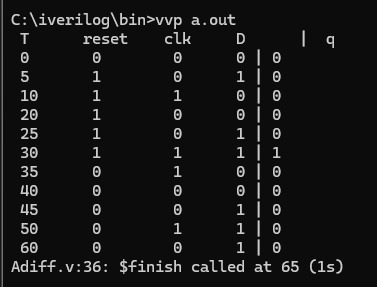 C:\iverilog\bin>vvp a.out
T reset clk D | q
0 0 0 0 | 0
5 1 0 1 | 0
10 1 1 0 | 0
20 1 0 0 | 0
25 1 0 1 | 0
30 1 1 1 | 1
35 0 1 0 | 0
40 0 0 0 | 0
45 0 0 1 | 0
50 0 1 1 | 0
60 0 0 1 | 0
Adiff.v:36: $finish called at 65 (1s)